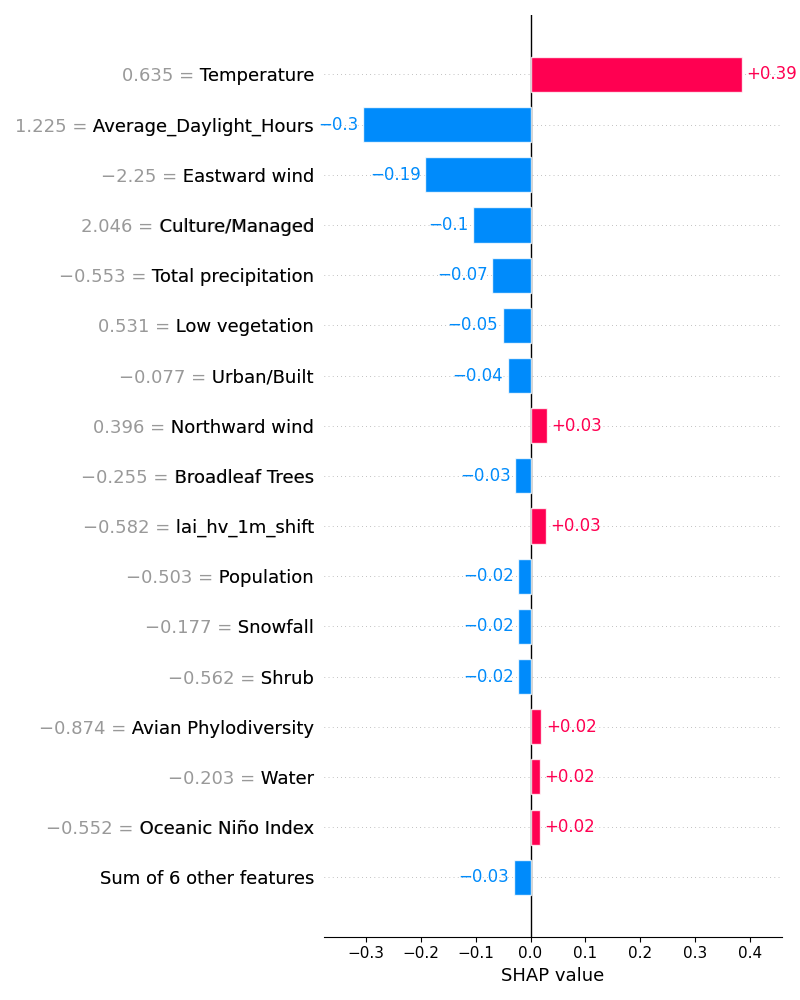 0.635 = Temperature +0.39
1.225 = Average_Daylight_Hours −0.3
−2.25 = Eastward wind −0.19
2.046 = Culture/Managed −0.1
−0.553 = Total precipitation −0.07
0.531 = Low vegetation −0.05
−0.077 = Urban/Built −0.04
0.396 = Northward wind +0.03
−0.255 = Broadleaf Trees −0.03
−0.582 = lai_hv_1m_shift +0.03
−0.503 = Population −0.02
−0.177 = Snowfall −0.02
−0.562 = Shrub −0.02
−0.874 = Avian Phylodiversity +0.02
−0.203 = Water +0.02
−0.552 = Oceanic Niño Index +0.02
Sum of 6 other features −0.03
−0.3 −0.2 −0.1 0.0 0.1 0.2 0.3 0.4
SHAP value